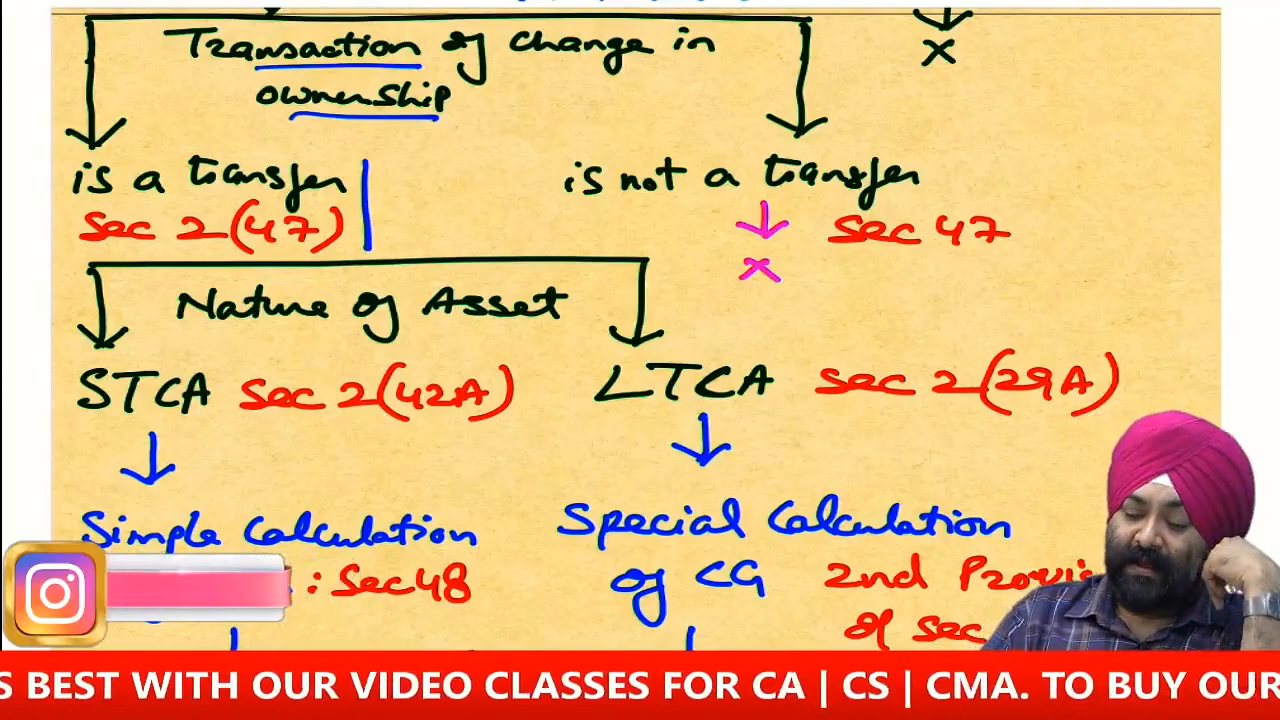 Transaction of change in
ownership
x
is a transfer
sec 2(47)
is not a transfer
sec 47
x
Nature of Asset
STCA sec 2(42A)
LTCA sec 2(29A)
Simple calculation
: Sec 48
Special calculation
of CG 2nd
of sec
S BEST WITH OUR VIDEO CLASSES FOR CA | CS | CMA. TO BUY OUR